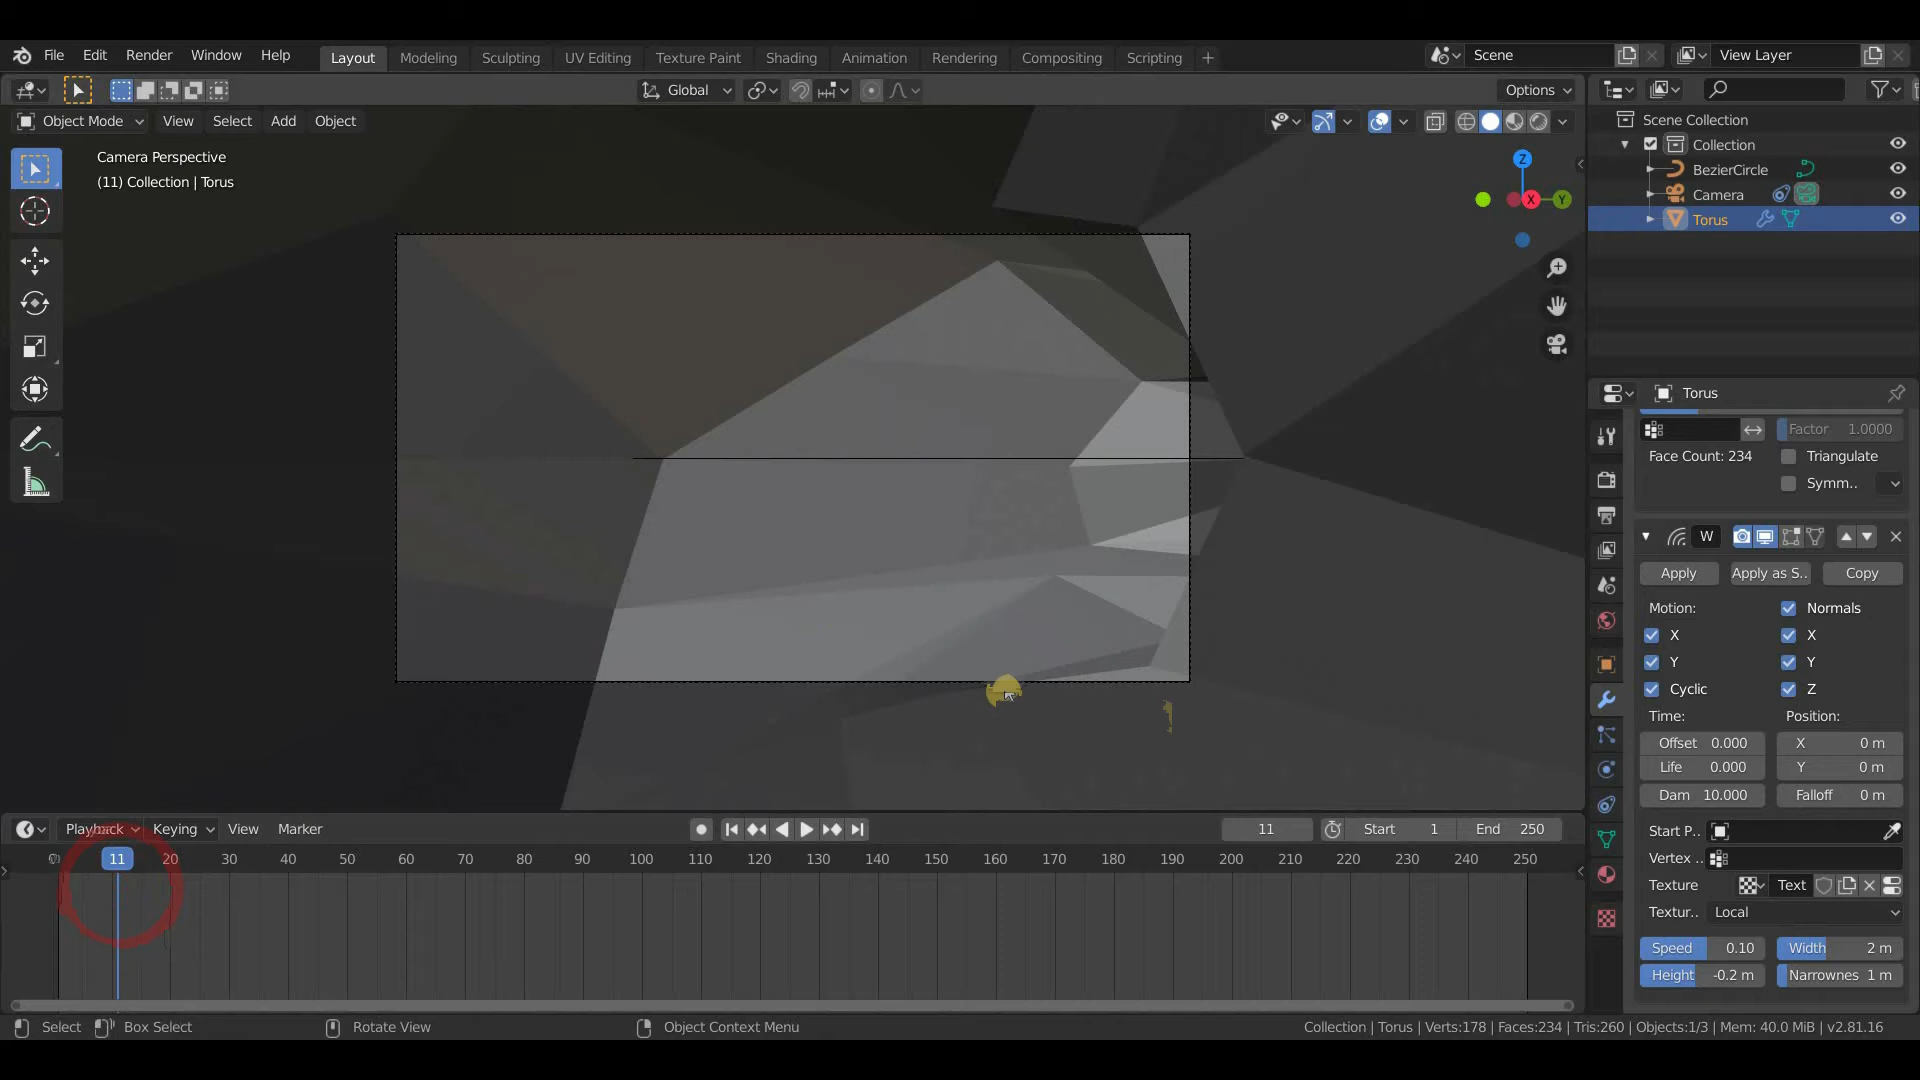 File Edit Render Window Help Layout Modeling Sculpting UV Editing Texture Paint Shading Animation Rendering Compositing Scripting + Scene View Layer
Global Options
Object Mode View Select Add Object
Camera Perspective
(11) Collection | Torus
Z
X Y
Scene Collection
Collection
BezierCircle
Camera
Torus
Torus
Factor 1.0000
Face Count: 234 Triangulate
Symm..
W
Apply Apply as S.. Copy
Motion: Normals
X X
Y Y
Cyclic Z
Time: Position:
Offset 0.000 X 0 m
Life 0.000 Y 0 m
Dam 10.000 Falloff 0 m
Start P..
Vertex ..
Texture Text
Textur.. Local
Speed 0.10 Width 2 m
Height -0.2 m Narrownes 1 m
Playback Keying View Marker 11 Start 1 End 250
0 11 20 30 40 50 60 70 80 90 100 110 120 130 140 150 160 170 180 190 200 210 220 230 240 250
Select Box Select Rotate View Object Context Menu Collection | Torus | Verts:178 | Faces:234 | Tris:260 | Objects:1/3 | Mem: 40.0 MiB | v2.81.16